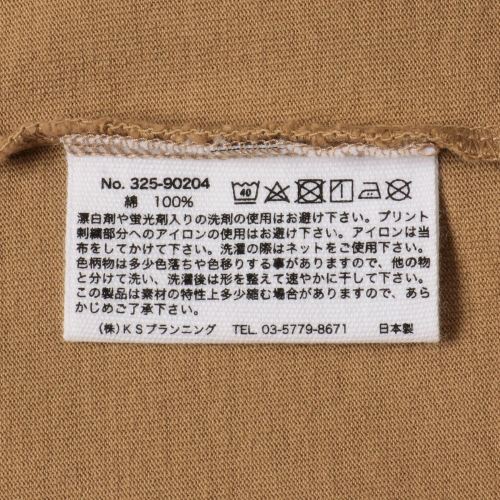 No. 325-90204
綿 100%
40
漂白剤や蛍光剤入りの洗剤の使用はお避け下さい。プリント
刺繍部分へのアイロンの使用はお避け下さい。アイロンは当
布をしてかけて下さい。洗濯の際はネットをご使用下さい。
色柄物は多少色落ちや色移りする事がありますので、他の物
と分けて洗い、洗濯後は形を整えて速やかに干して下さい。
この製品は素材の特性上多少縮む場合がありますので、あら
かじめご了承下さい。
(株)KSプランニング TEL. 03-5779-8671 日本製